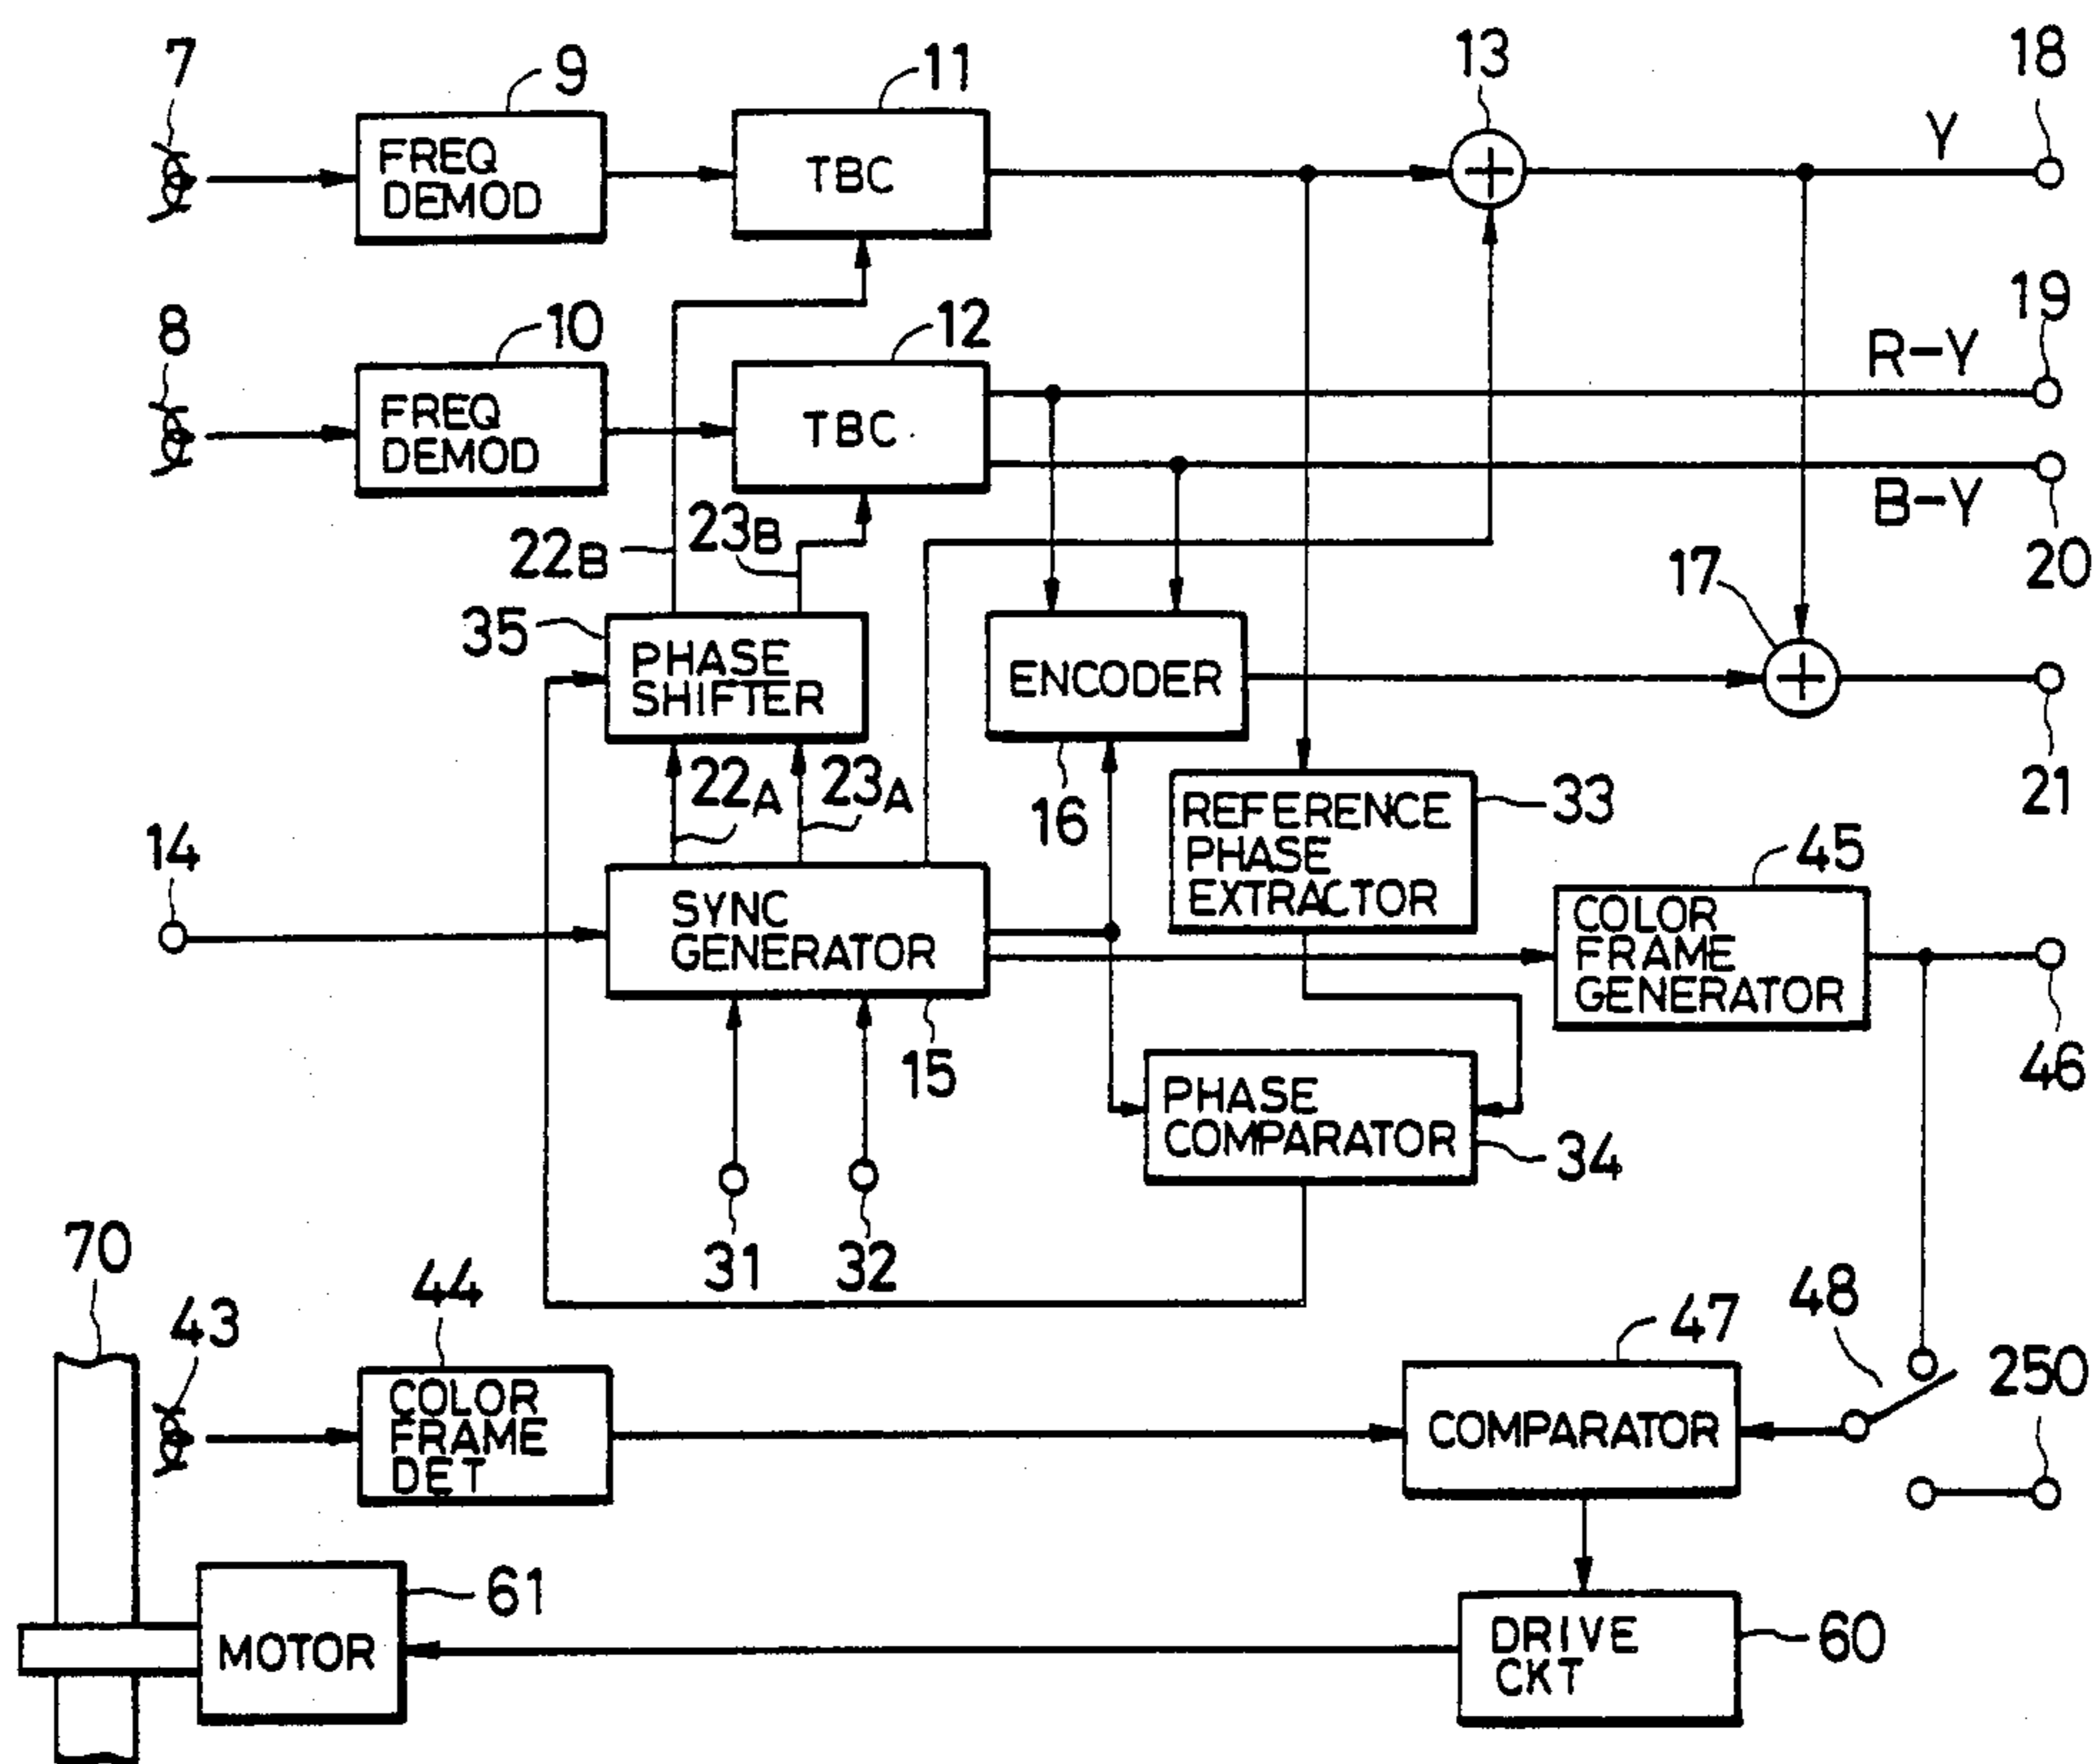 7
9
11
13
18
FREQ
DEMOD
TBC
Y
8
10
12
19
FREQ
DEMOD
TBC
R-Y
B-Y
22B
23B
20
17
35
PHASE
SHIFTER
ENCODER
22A
23A
16
21
14
REFERENCE
PHASE
EXTRACTOR
33
45
SYNC
GENERATOR
COLOR
FRAME
GENERATOR
15
46
PHASE
COMPARATOR
34
31
32
70
43
44
47
48
250
COLOR
FRAME
DET
COMPARATOR
61
MOTOR
DRIVE
CKT
60